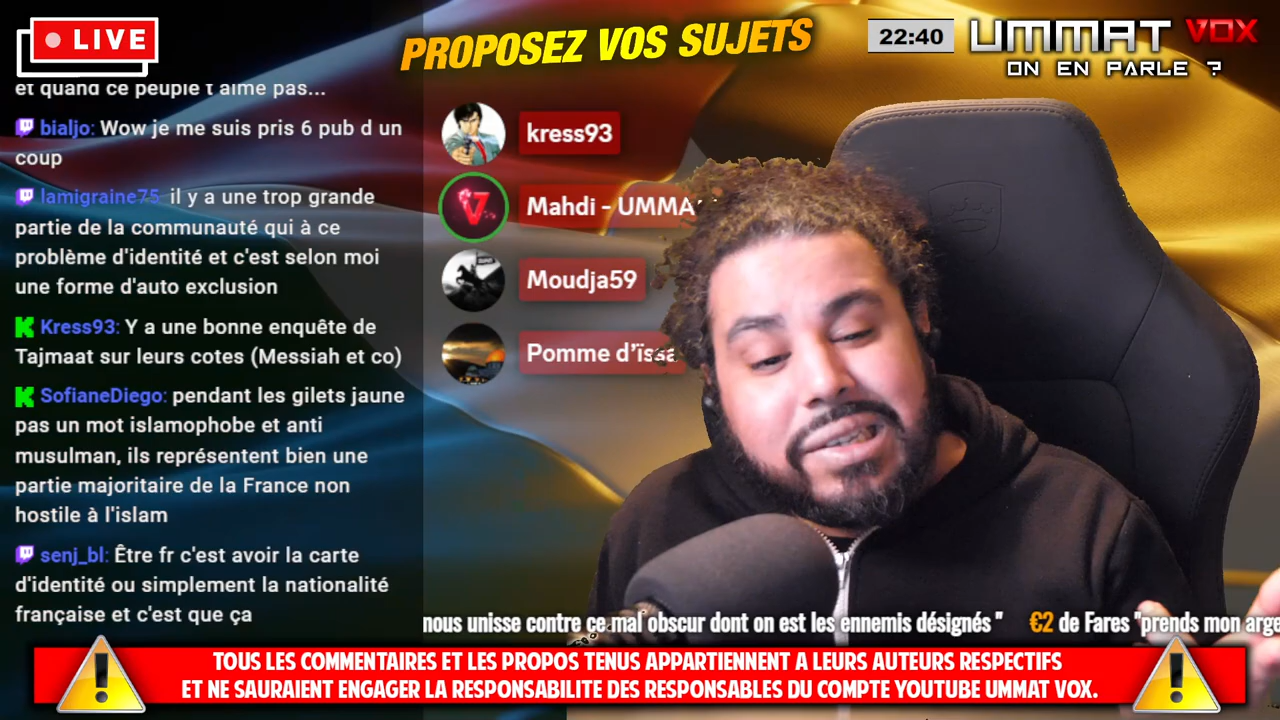 LIVE
PROPOSEZ VOS SUJETS
22:40
UMMAT VOX
ON EN PARLE ?
et quand ce peuple t'aime pas...
bialjo: Wow je me suis pris 6 pub d un
coup
lamigraine75 il y a une trop grande
partie de la communauté qui à ce
problème d'identité et c'est selon moi
une forme d'auto exclusion
Kress93: Y a une bonne enquête de
Tajmaat sur leurs cotes (Messiah et co)
SofianeDiego: pendant les gilets jaune
pas un mot islamophobe et anti
musulman, ils représentent bien une
partie majoritaire de la France non
hostile à l'islam
senj_bl: Être fr c'est avoir la carte
d'identité ou simplement la nationalité
française et c'est que ça
kress93
Mahdi - UMMA
Moudja59
Pomme d'ïssa
nous unisse contre ce mal obscur dont on est les ennemis désignés " €2 de Fares "prends mon arge
TOUS LES COMMENTAIRES ET LES PROPOS TENUS APPARTIENNENT A LEURS AUTEURS RESPECTIFS
ET NE SAURAIENT ENGAGER LA RESPONSABILITE DES RESPONSABLES DU COMPTE YOUTUBE UMMAT VOX.